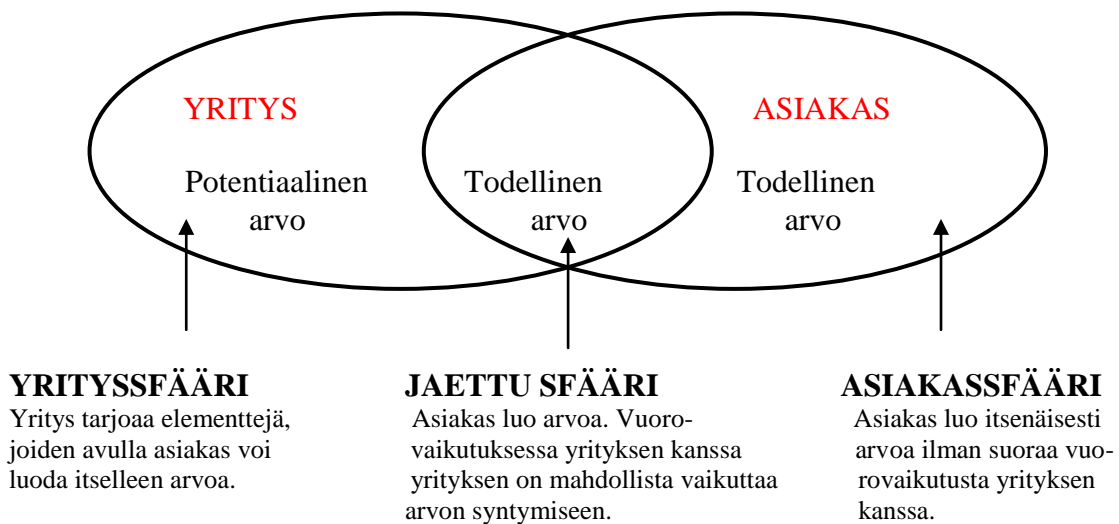 YRITYS
ASIAKAS
Potentiaalinen
arvo
Todellinen
arvo
Todellinen
arvo
YRITYSSFÄÄRI
Yritys tarjoaa elementtejä,
joiden avulla asiakas voi
luoda itselleen arvoa.
JAETTU SFÄÄRI
Asiakas luo arvoa. Vuoro-
vaikutuksessa yrityksen kanssa
yrityksen on mahdollista vaikuttaa
arvon syntymiseen.
ASIAKASSFÄÄRI
Asiakas luo itsenäisesti
arvoa ilman suoraa vuo-
rovaikutusta yrityksen
kanssa.